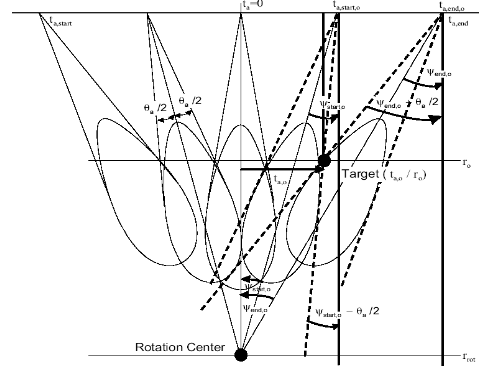 t_a=0
t_a,start,o
t_a,end,o
t_a,start
t_a,end
θ_a /2
θ_a /2
ψ_start,o
ψ_end,o
ψ_end,o
θ_a /2
r_o
t_a,o
Target ( t_a,o / r_o)
ψ_start,o
ψ_end,o
ψ_start,o - θ_a /2
Rotation Center
r_rot